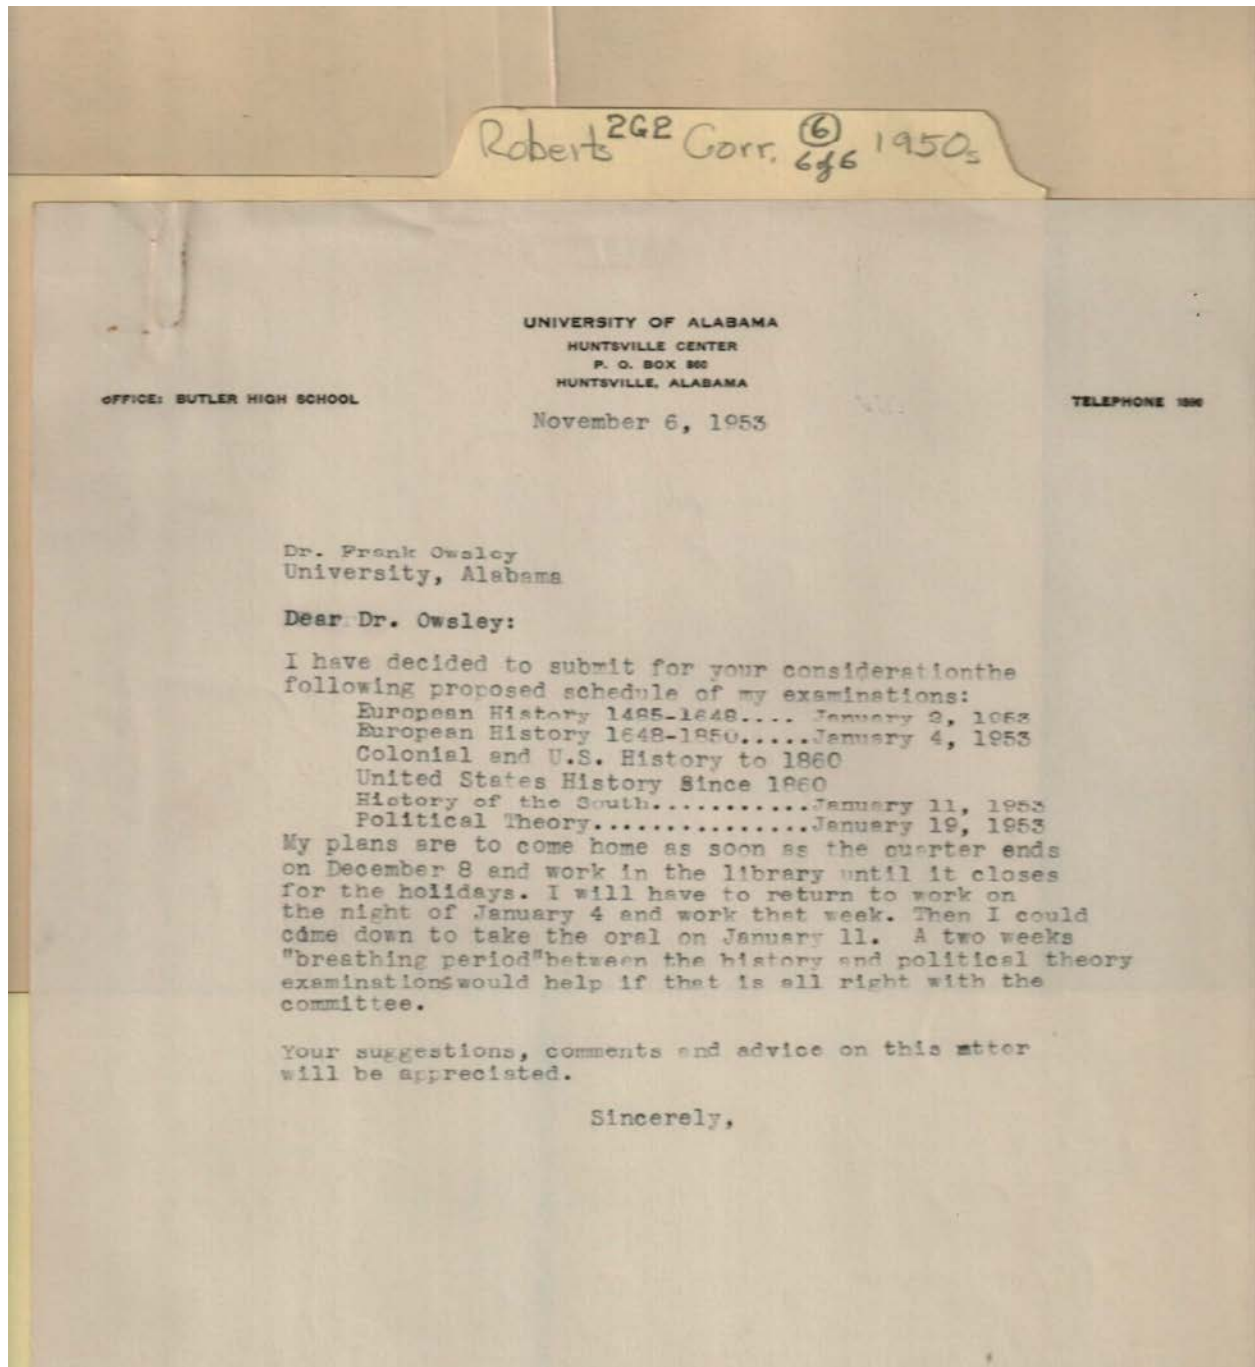 Roberts 2G2 Corr. 6 1950s
6 of 6
UNIVERSITY OF ALABAMA
HUNTSVILLE CENTER
P. O. BOX 860
HUNTSVILLE, ALABAMA
OFFICE: BUTLER HIGH SCHOOL
TELEPHONE
November 6, 1953
Dr. Frank Owsley
University, Alabama
Dear Dr. Owsley:
I have decided to submit for your considerationthe
following proposed schedule of my examinations:
European History 1485-1648.... January 2, 1953
European History 1648-1850.....January 4, 1953
Colonial and U.S. History to 1860
United States History Since 1860
History of the South...........January 11, 1953
Political Theory...............January 19, 1953
My plans are to come home as soon as the quarter ends
on December 8 and work in the library until it closes
for the holidays. I will have to return to work on
the night of January 4 and work that week. Then I could
come down to take the oral on January 11. A two weeks
"breathing period"between the history and political theory
examinations would help if that is all right with the
committee.
Your suggestions, comments and advice on this mtter
will be appreciated.
Sincerely,